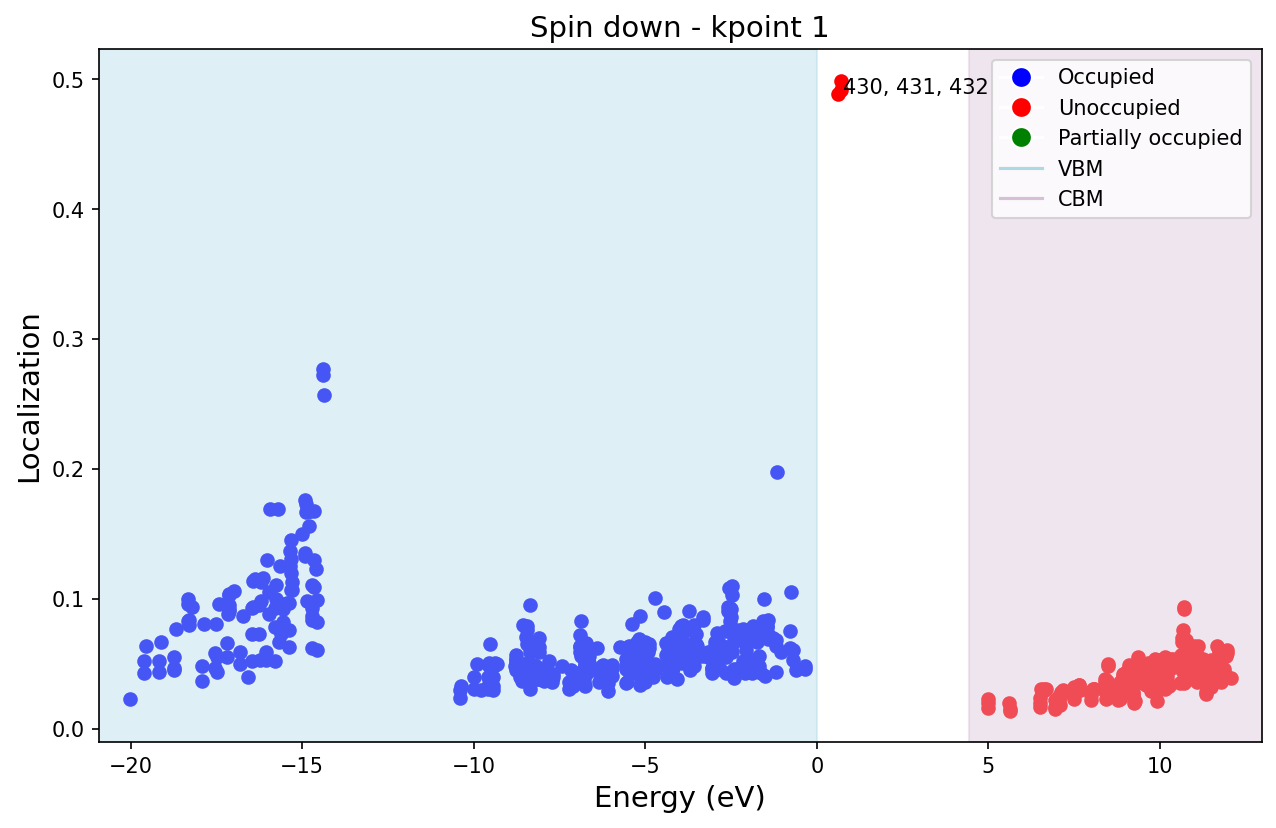 Spin down - kpoint 1
0.5
0.4
0.3
0.2
0.1
0.0
Localization
430, 431, 432
Occupied
Unoccupied
Partially occupied
VBM
CBM
−20
−15
−10
−5
0
5
10
Energy (eV)